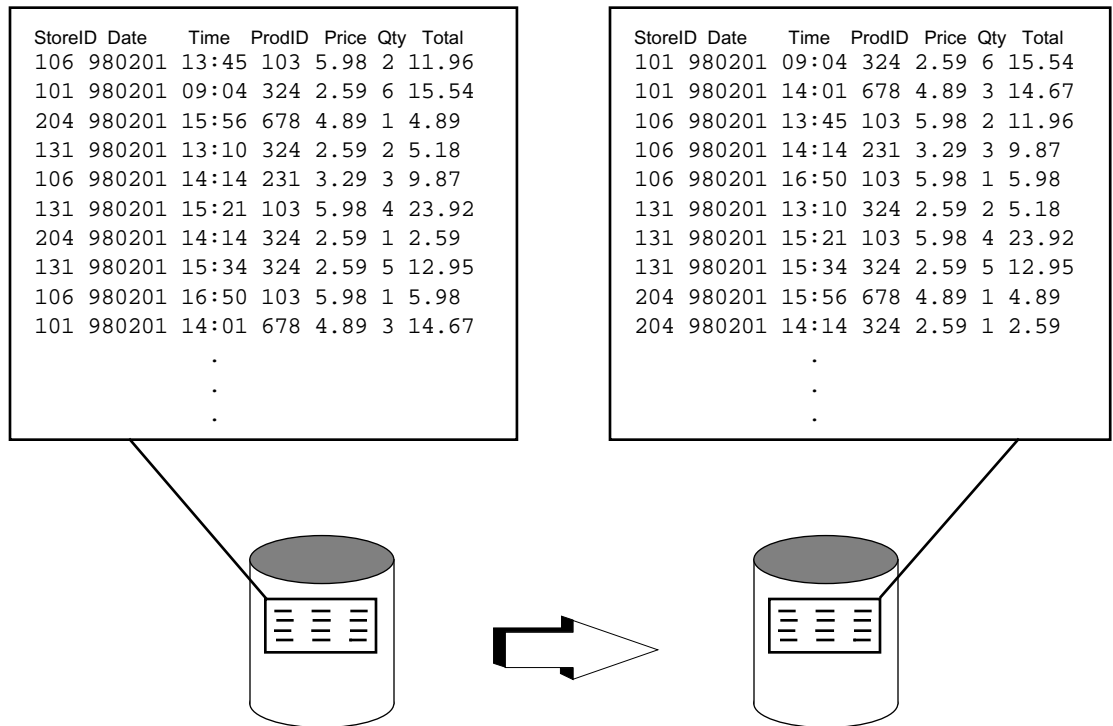 StoreID Date Time ProdID Price Qty Total
106 980201 13:45 103 5.98 2 11.96
101 980201 09:04 324 2.59 6 15.54
204 980201 15:56 678 4.89 1 4.89
131 980201 13:10 324 2.59 2 5.18
106 980201 14:14 231 3.29 3 9.87
131 980201 15:21 103 5.98 4 23.92
204 980201 14:14 324 2.59 1 2.59
131 980201 15:34 324 2.59 5 12.95
106 980201 16:50 103 5.98 1 5.98
101 980201 14:01 678 4.89 3 14.67
.
.
.
StoreID Date Time ProdID Price Qty Total
101 980201 09:04 324 2.59 6 15.54
101 980201 14:01 678 4.89 3 14.67
106 980201 13:45 103 5.98 2 11.96
106 980201 14:14 231 3.29 3 9.87
106 980201 16:50 103 5.98 1 5.98
131 980201 13:10 324 2.59 2 5.18
131 980201 15:21 103 5.98 4 23.92
131 980201 15:34 324 2.59 5 12.95
204 980201 15:56 678 4.89 1 4.89
204 980201 14:14 324 2.59 1 2.59
.
.
.